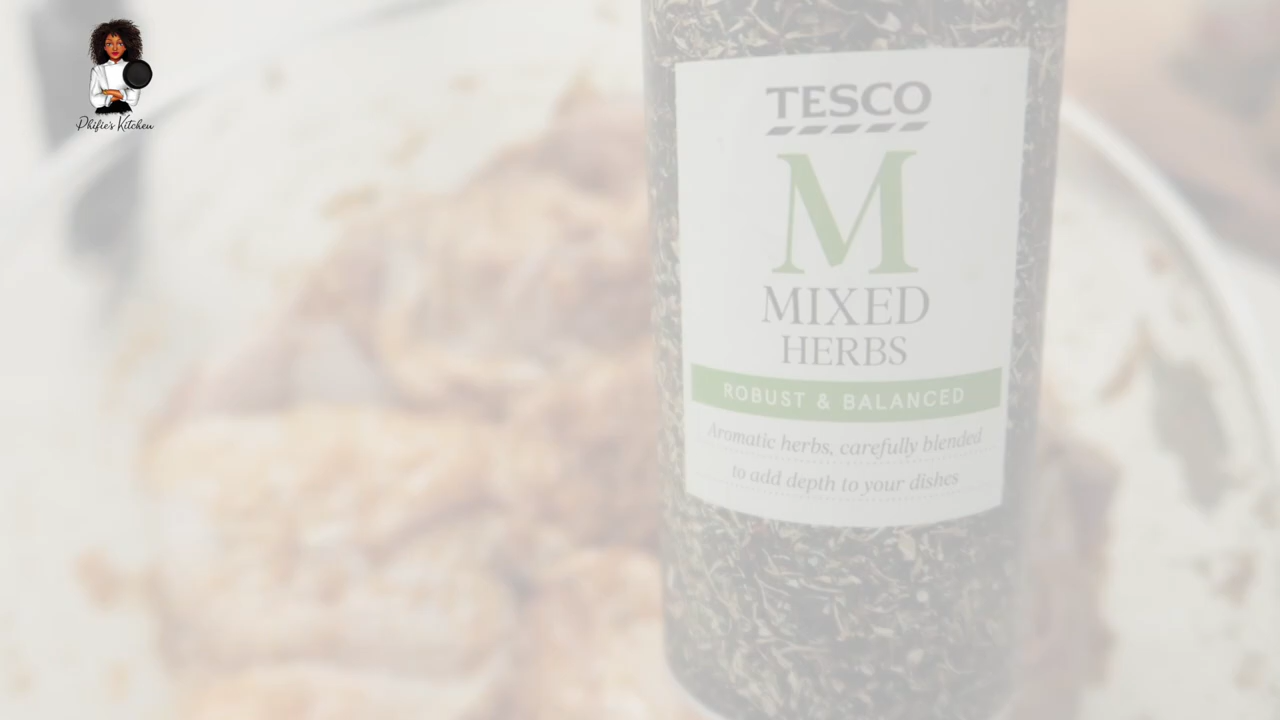 Phifie's Kitchen
TESCO
M
MIXED
HERBS
ROBUST & BALANCED
Aromatic herbs, carefully blended
to add depth to your dishes